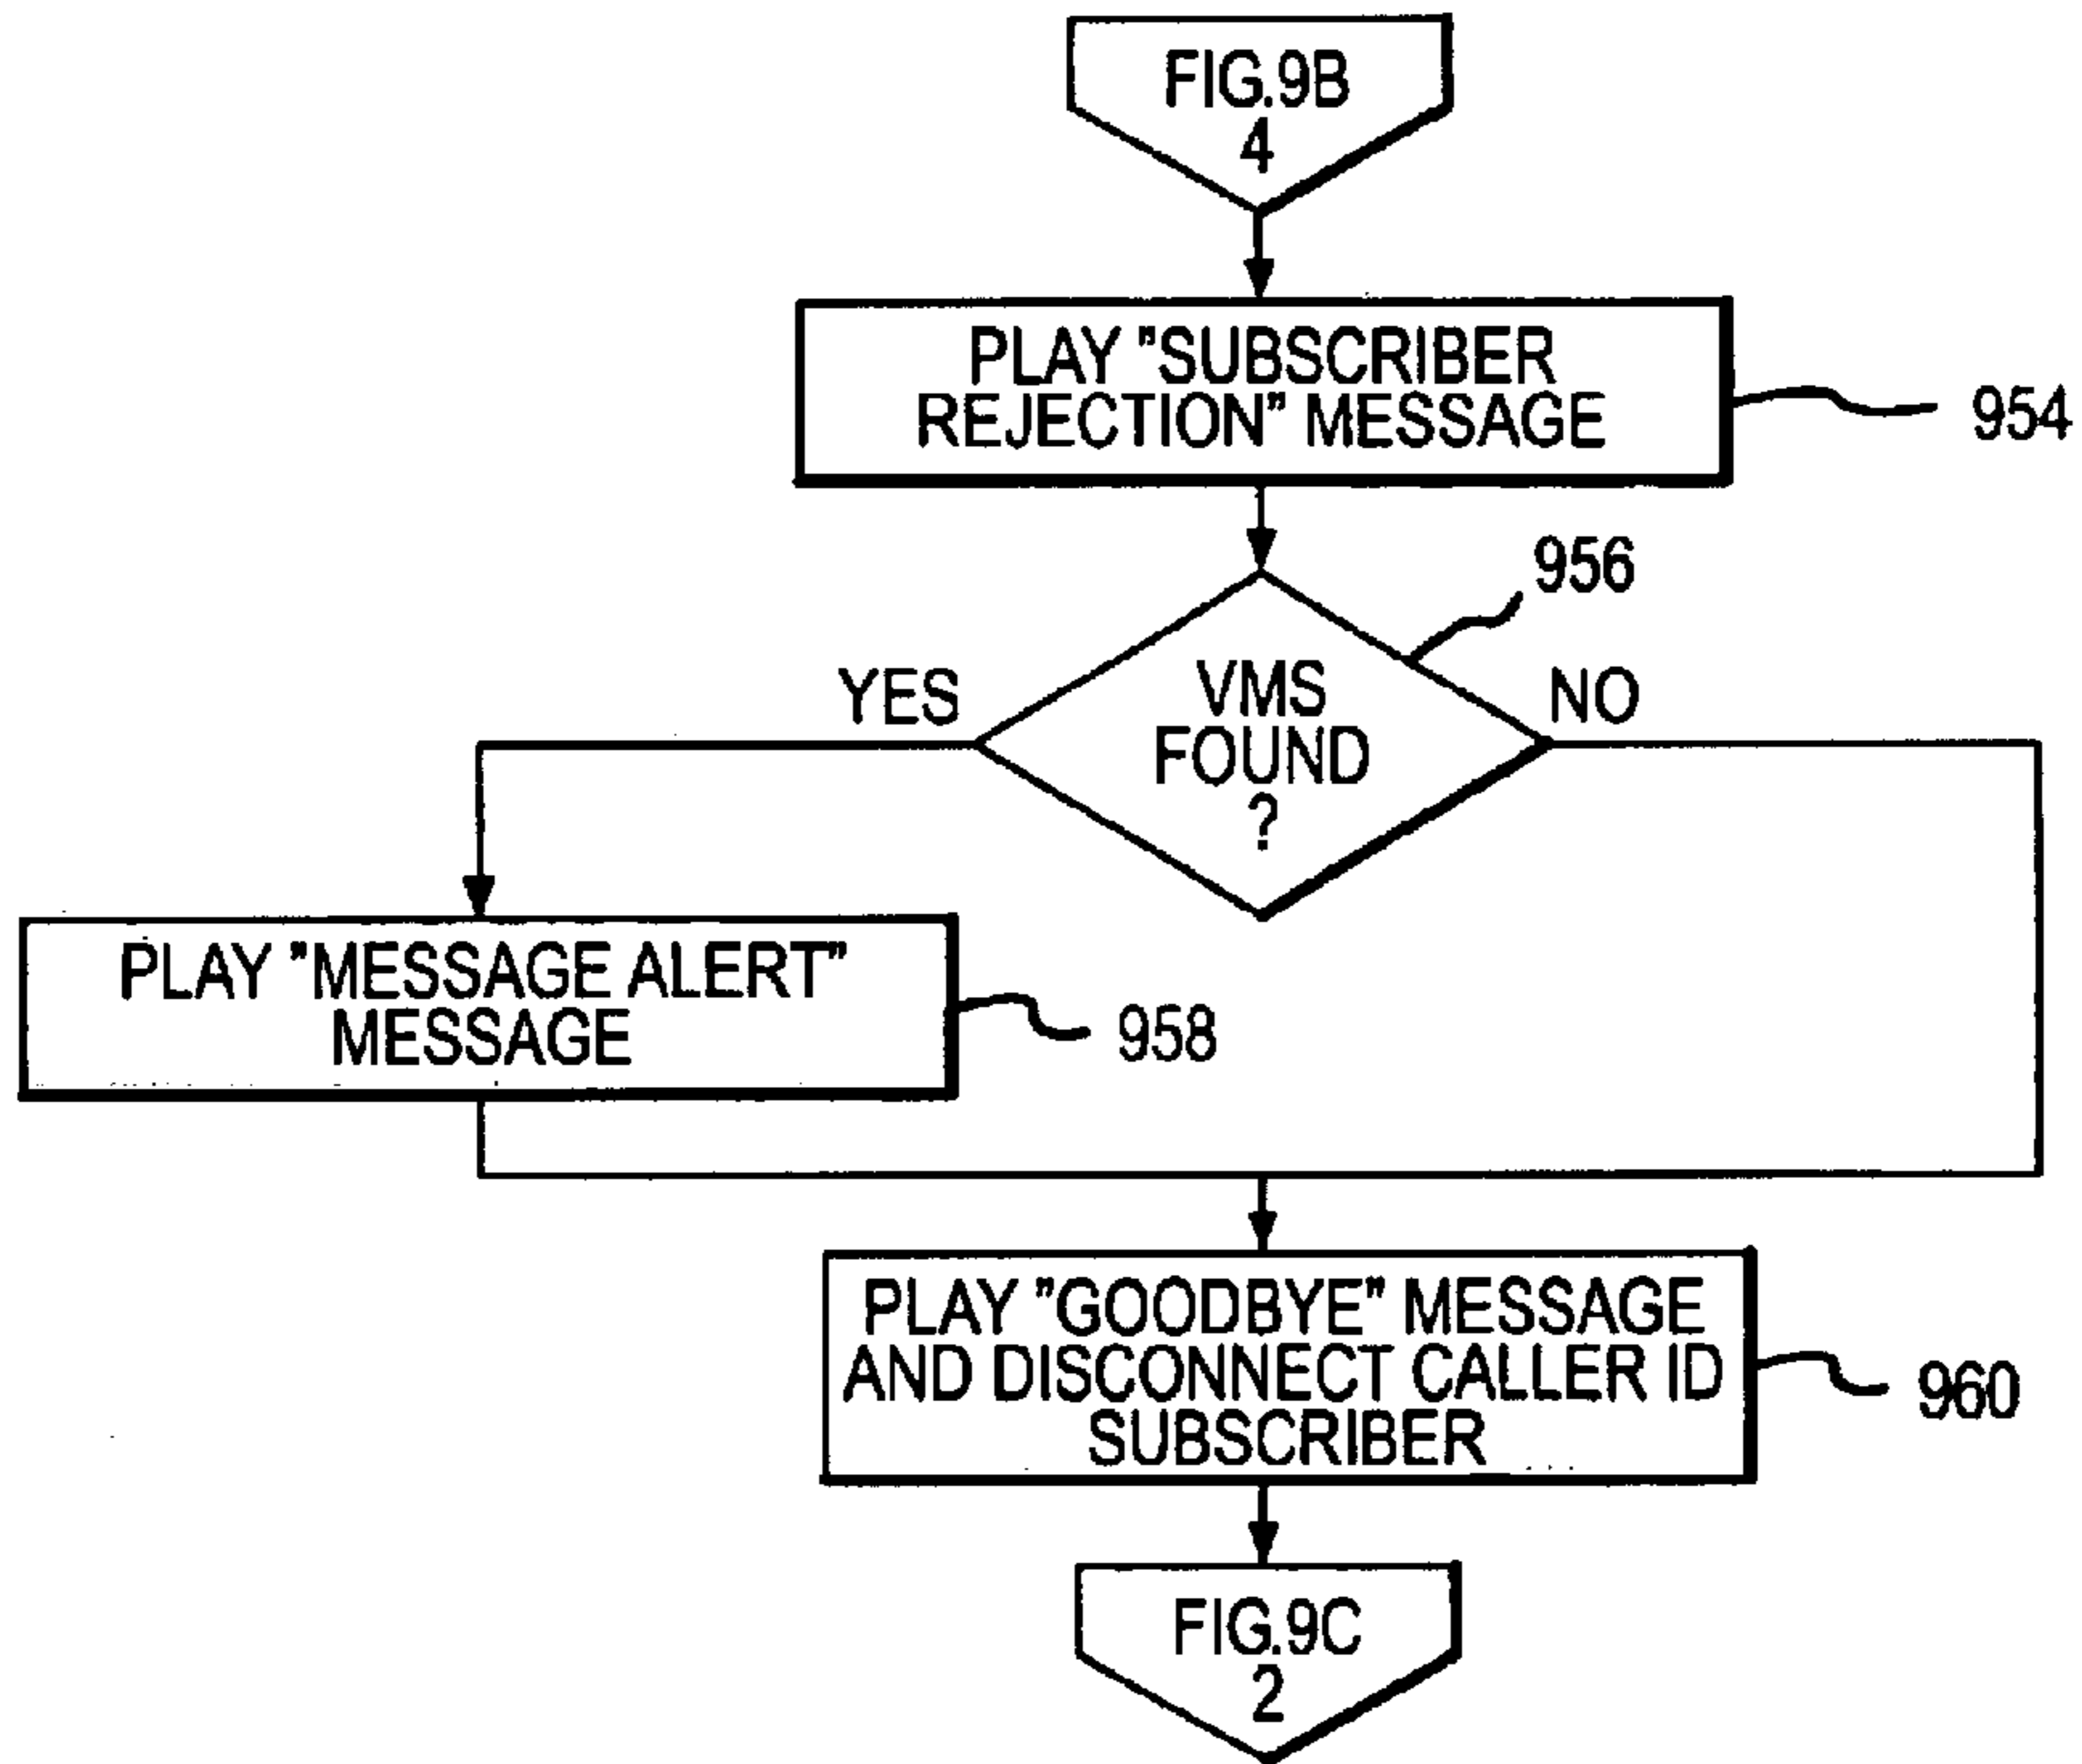 FIG.9B
4
PLAY "SUBSCRIBER
REJECTION" MESSAGE
954
956
YES
VMS
FOUND
?
NO
PLAY "MESSAGE ALERT"
MESSAGE
958
PLAY "GOODBYE" MESSAGE
AND DISCONNECT CALLER ID
SUBSCRIBER
960
FIG.9C
2